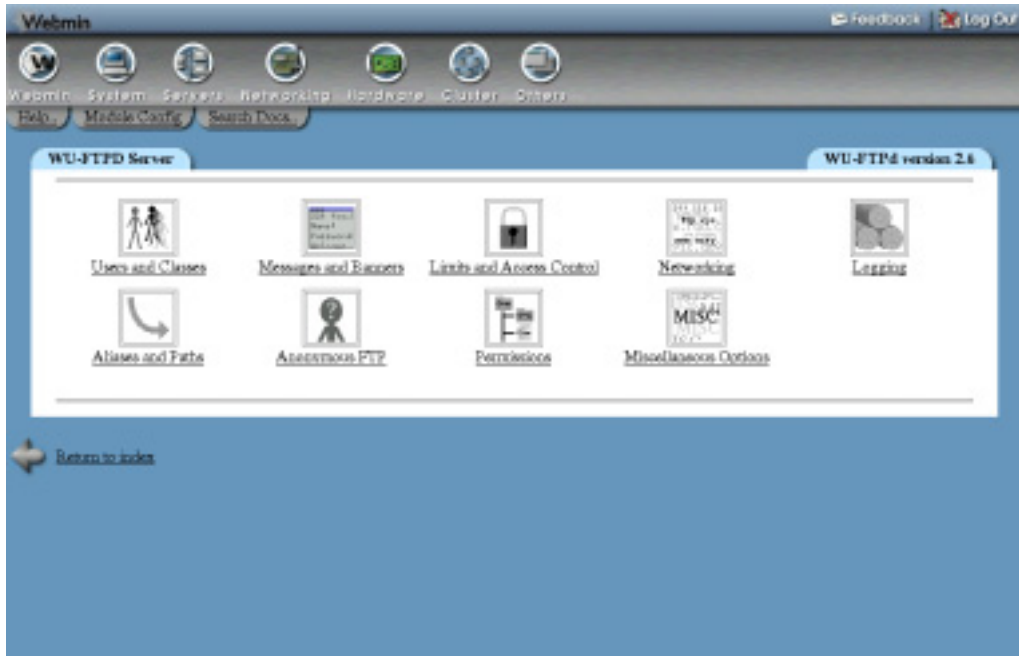 Webmin
Feedback Log Out
Webmin System Servers Networking Hardware Cluster Others
Help.. Module Config Search Docs..
WU-FTPD Server WU-FTPd version 2.6
Users and Classes Messages and Banners Limits and Access Control Networking Logging
MISC
Aliases and Paths Anonymous FTP Permissions Miscellaneous Options
Return to index